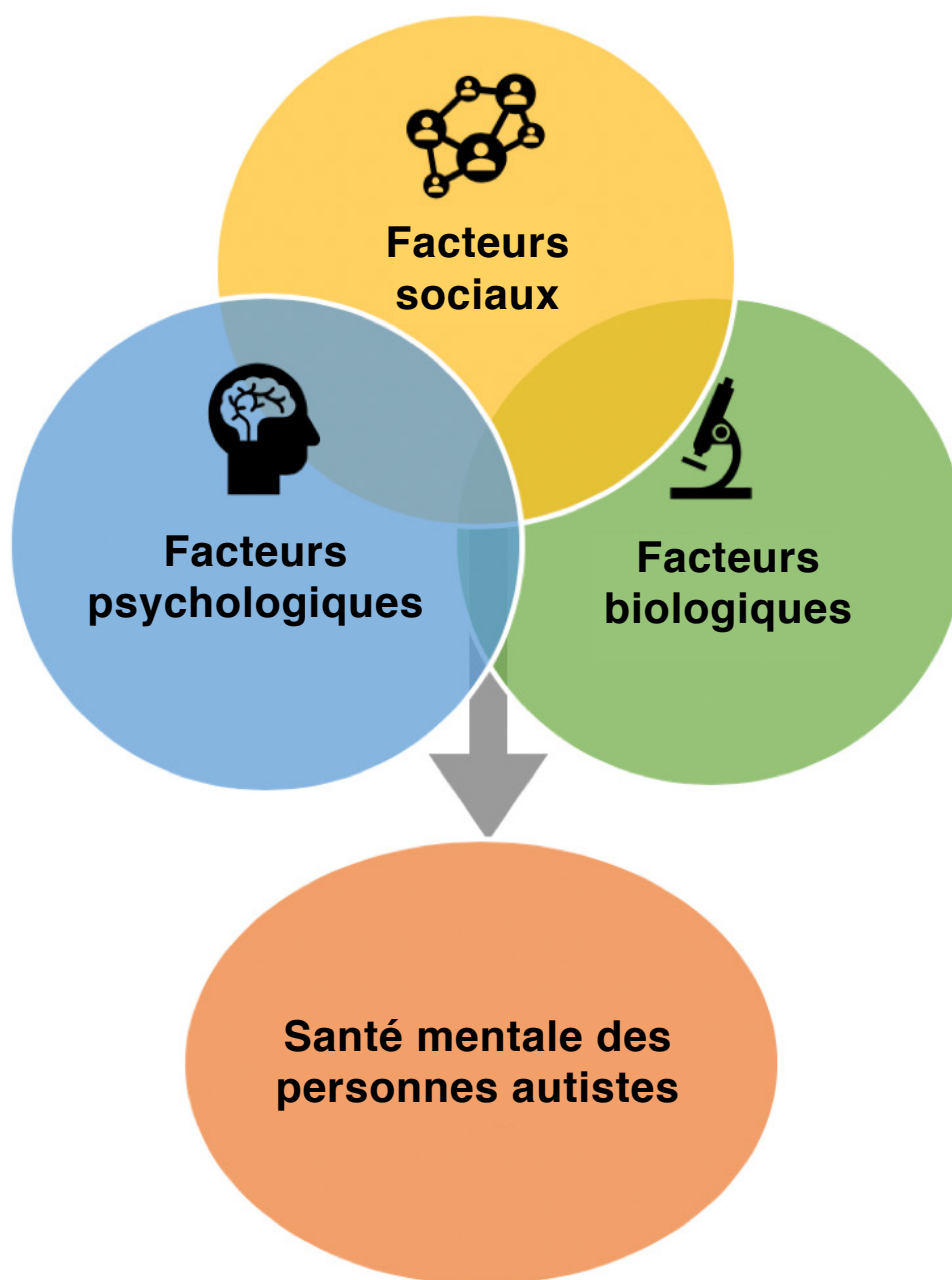 Facteurs
sociaux
Facteurs
psychologiques
Facteurs
biologiques
Santé mentale des
personnes autistes